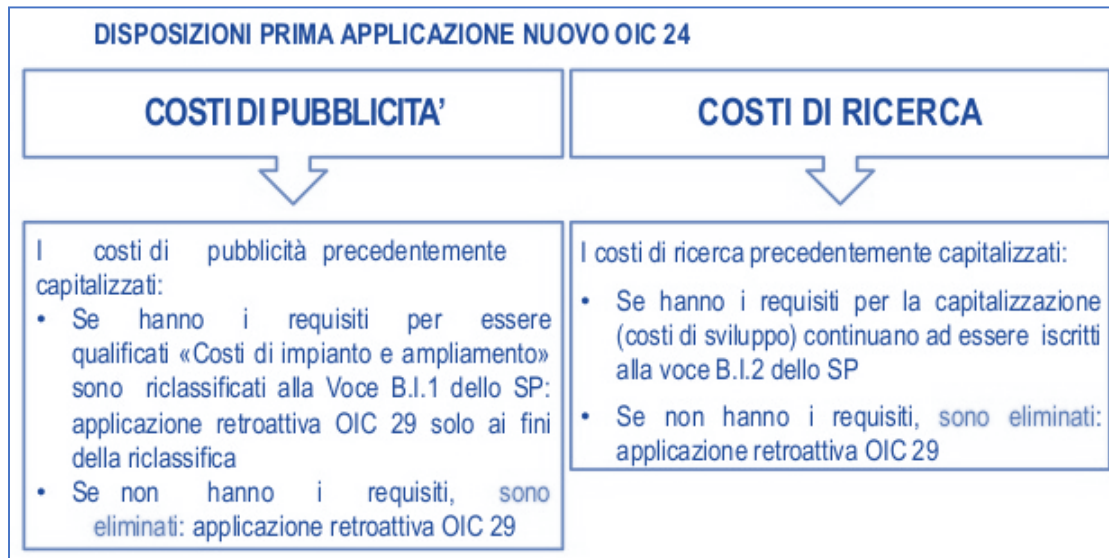 DISPOSIZIONI PRIMA APPLICAZIONE NUOVO OIC 24
COSTI DI PUBBLICITA’
I costi di pubblicità precedentemente
capitalizzati:
• Se hanno i requisiti per essere
qualificati «Costi di impianto e ampliamento»
sono riclassificati alla Voce B.I.1 dello SP:
applicazione retroattiva OIC 29 solo ai fini
della riclassifica
• Se non hanno i requisiti, sono
eliminati: applicazione retroattiva OIC 29
COSTI DI RICERCA
I costi di ricerca precedentemente capitalizzati:
• Se hanno i requisiti per la capitalizzazione
(costi di sviluppo) continuano ad essere iscritti
alla voce B.I.2 dello SP
• Se non hanno i requisiti, sono eliminati:
applicazione retroattiva OIC 29